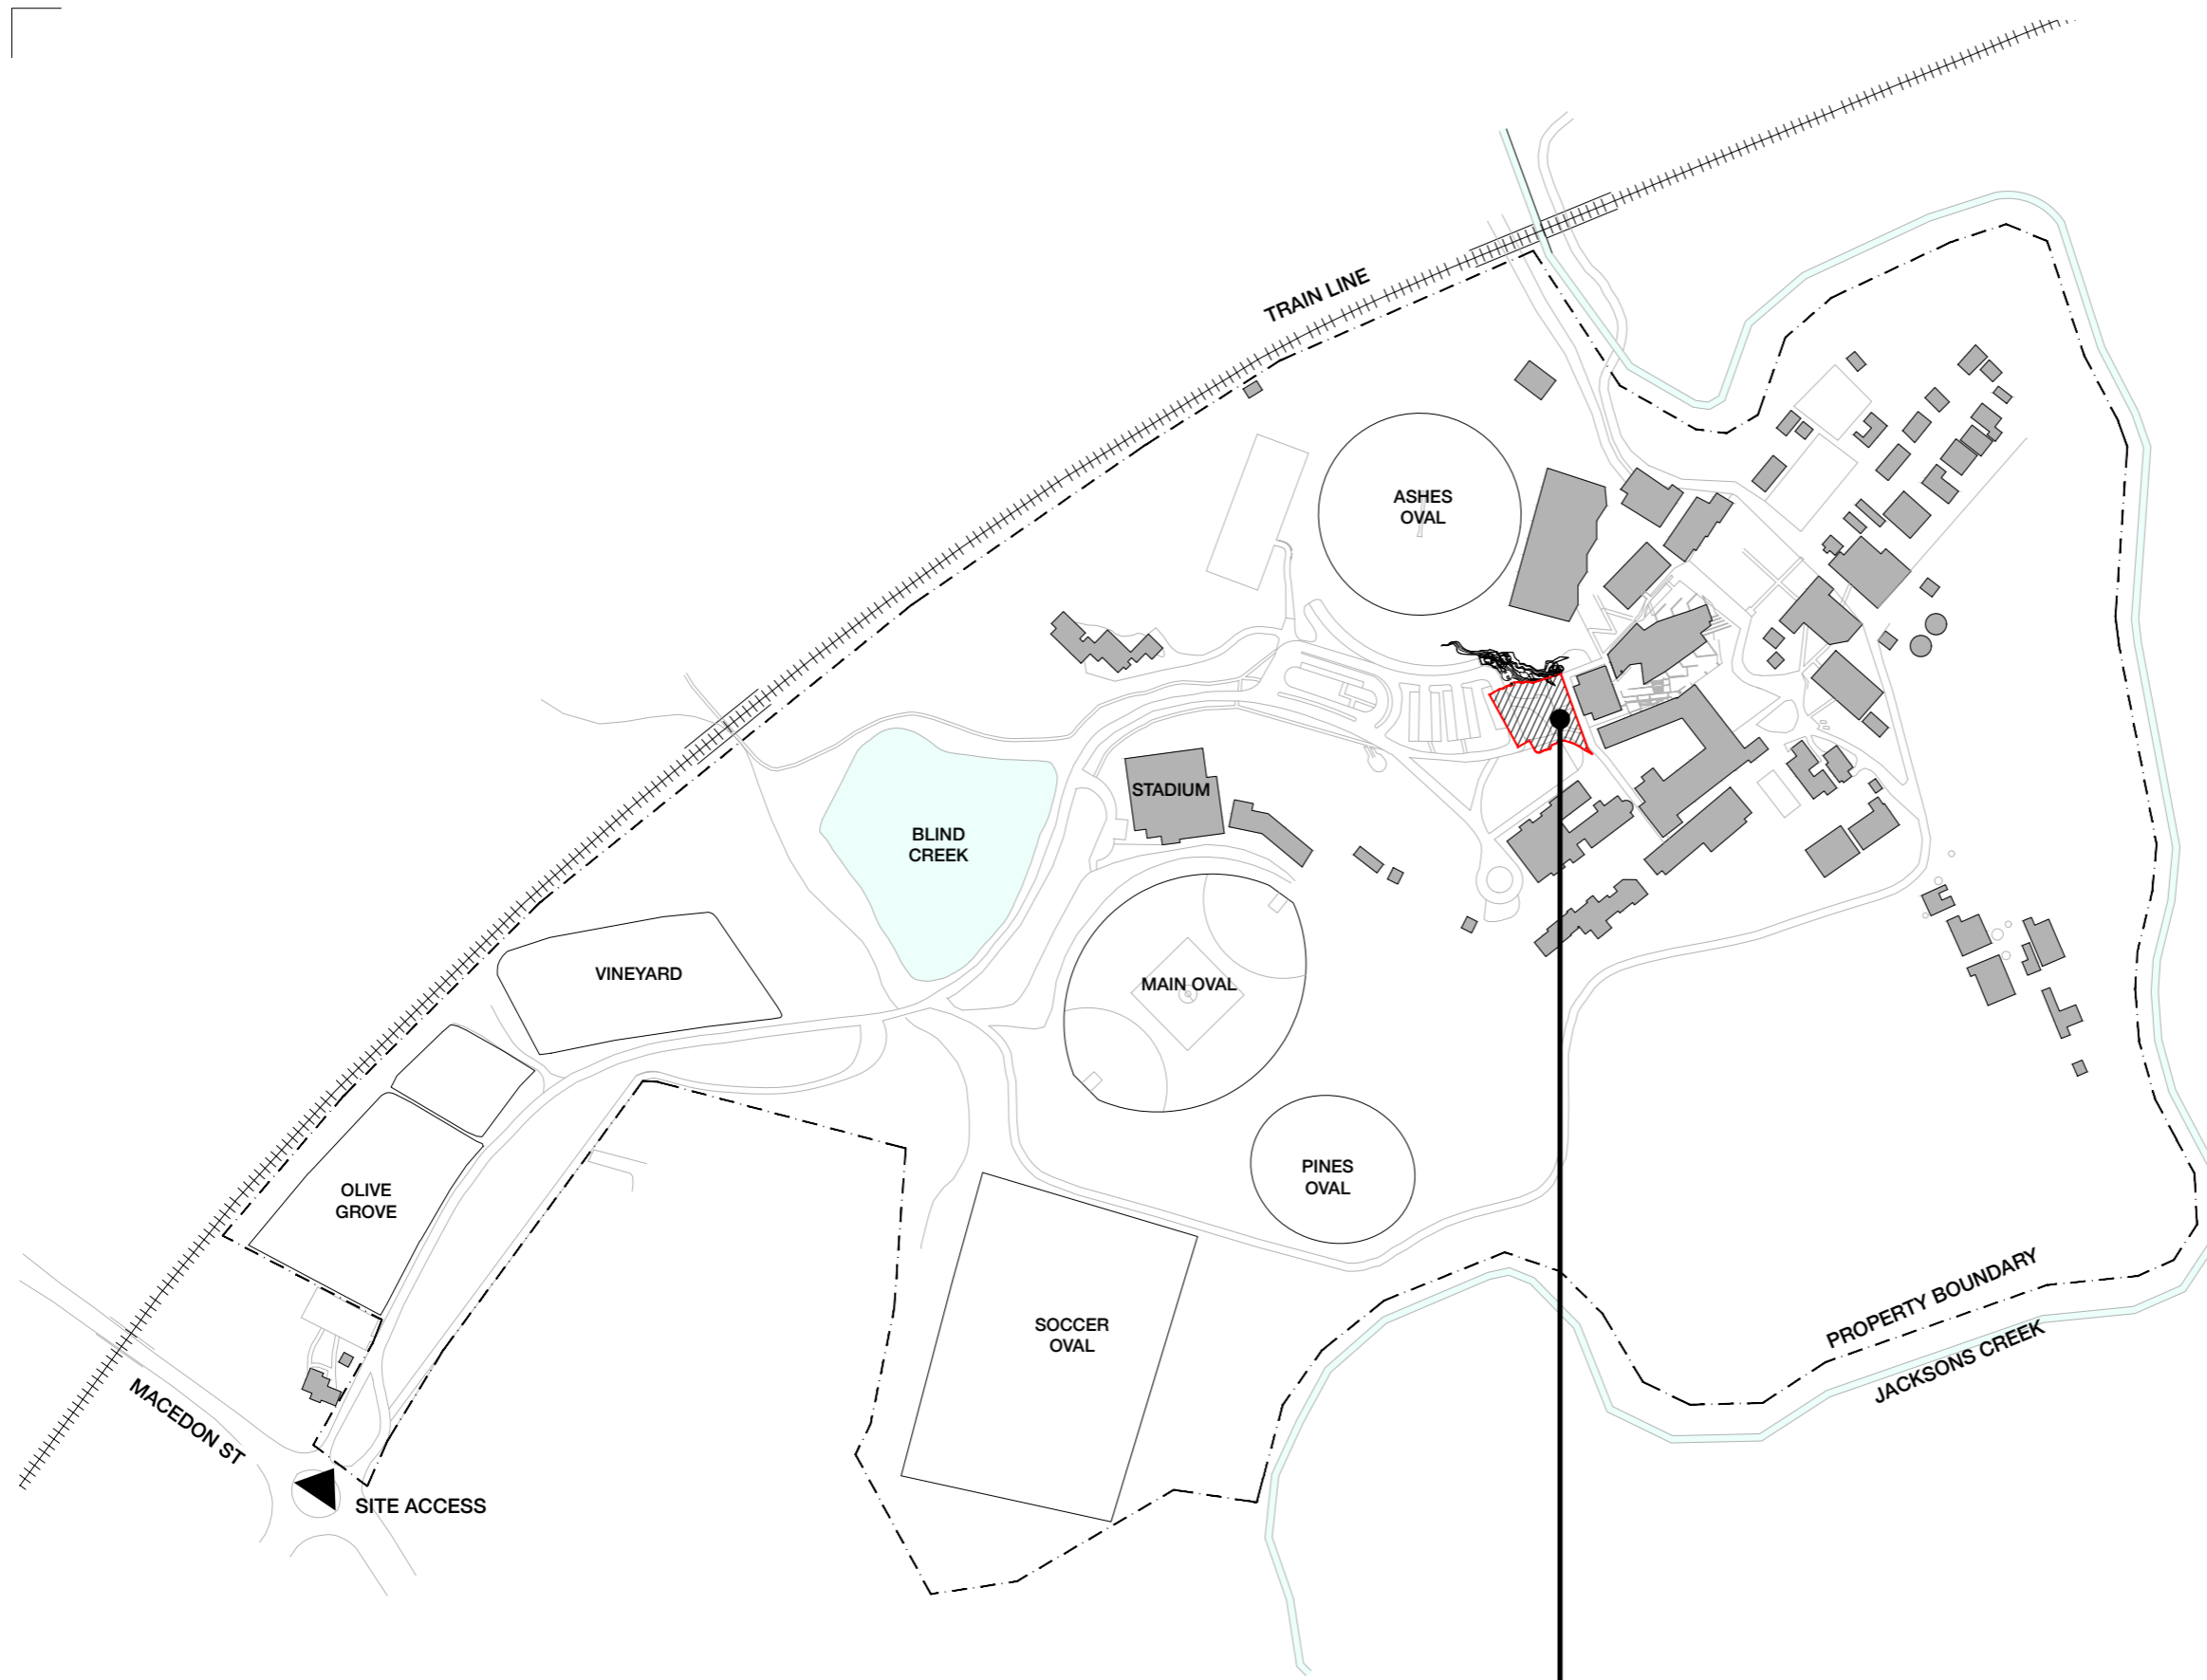 TRAIN LINE
ASHES
OVAL
STADIUM
BLIND
CREEK
VINEYARD
MAIN OVAL
PINES
OVAL
OLIVE
GROVE
SOCCER
OVAL
PROPERTY BOUNDARY
JACKSONS CREEK
MACEDON ST
SITE ACCESS